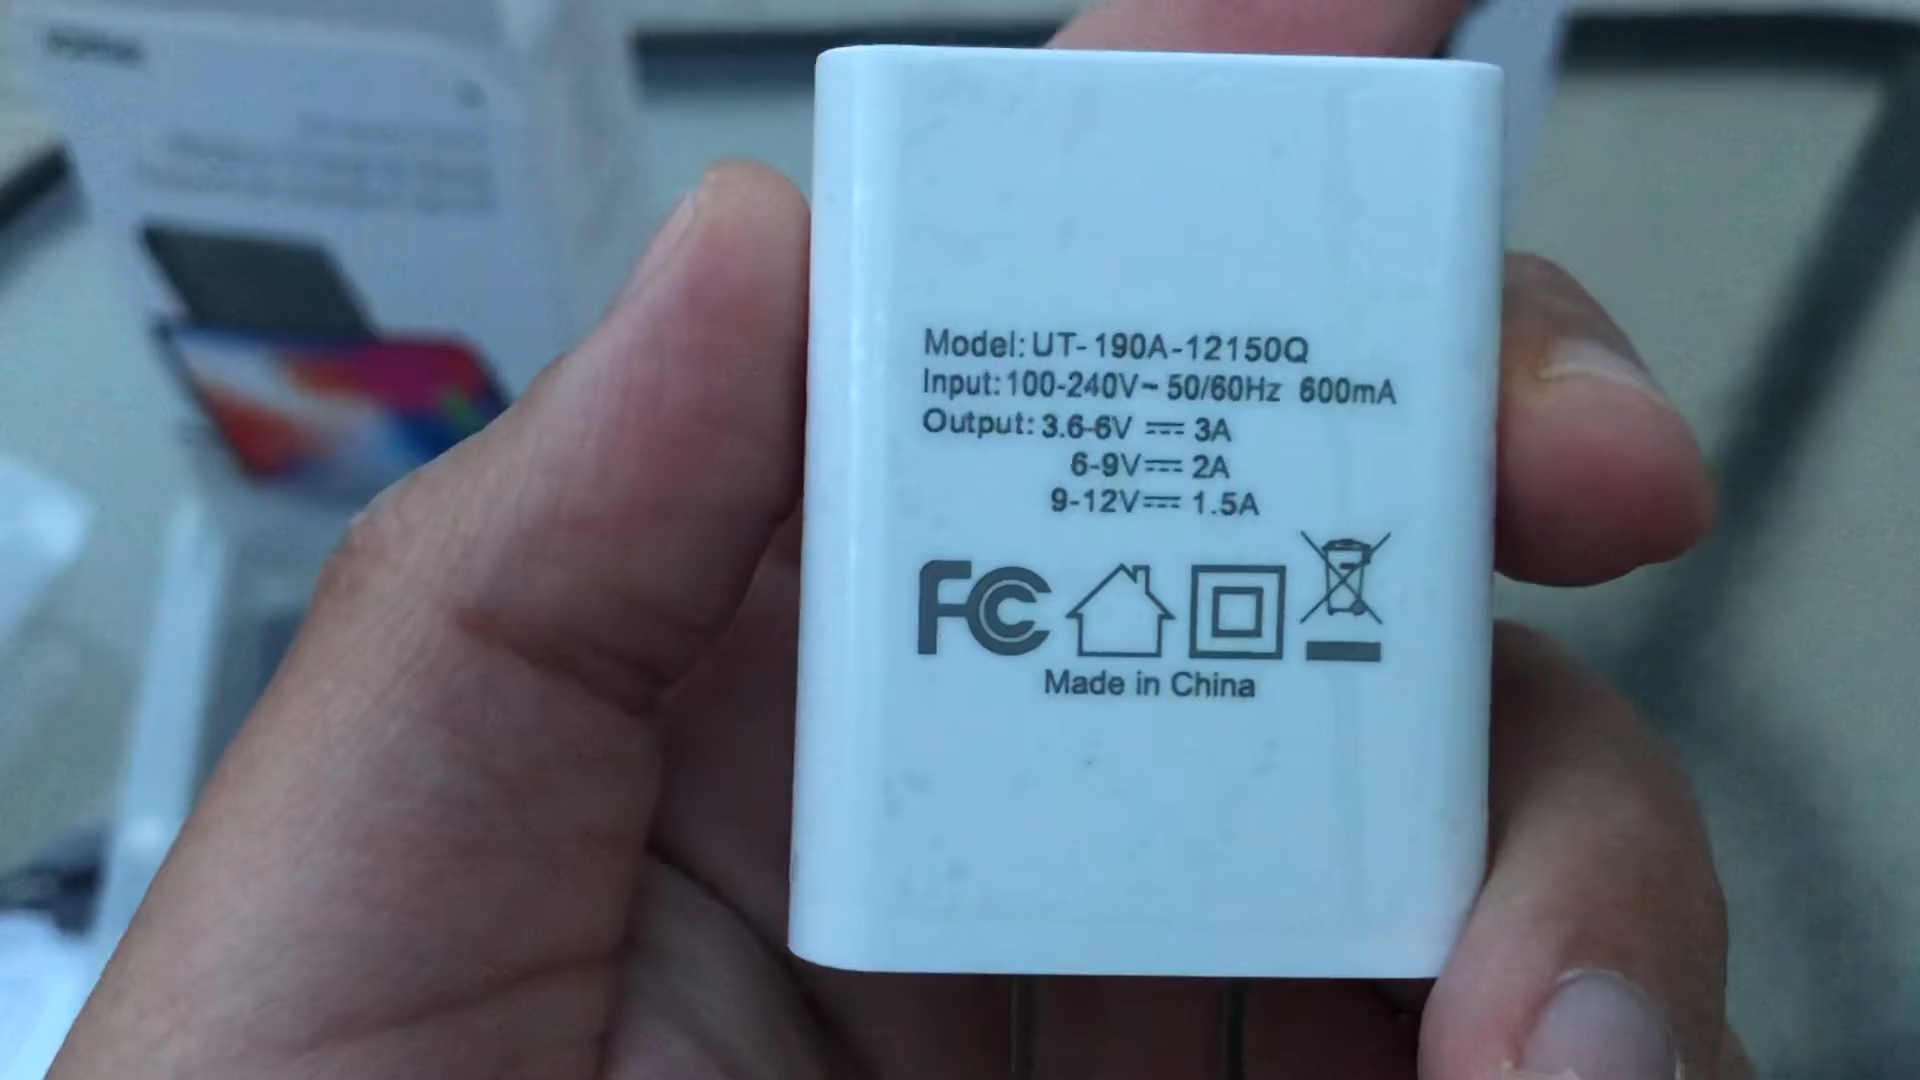 Model: UT-190A-12150Q
Input: 100-240V~ 50/60Hz 600mA
Output: 3.6-6V ⎓ 3A
6-9V ⎓ 2A
9-12V ⎓ 1.5A
FC
Made in China